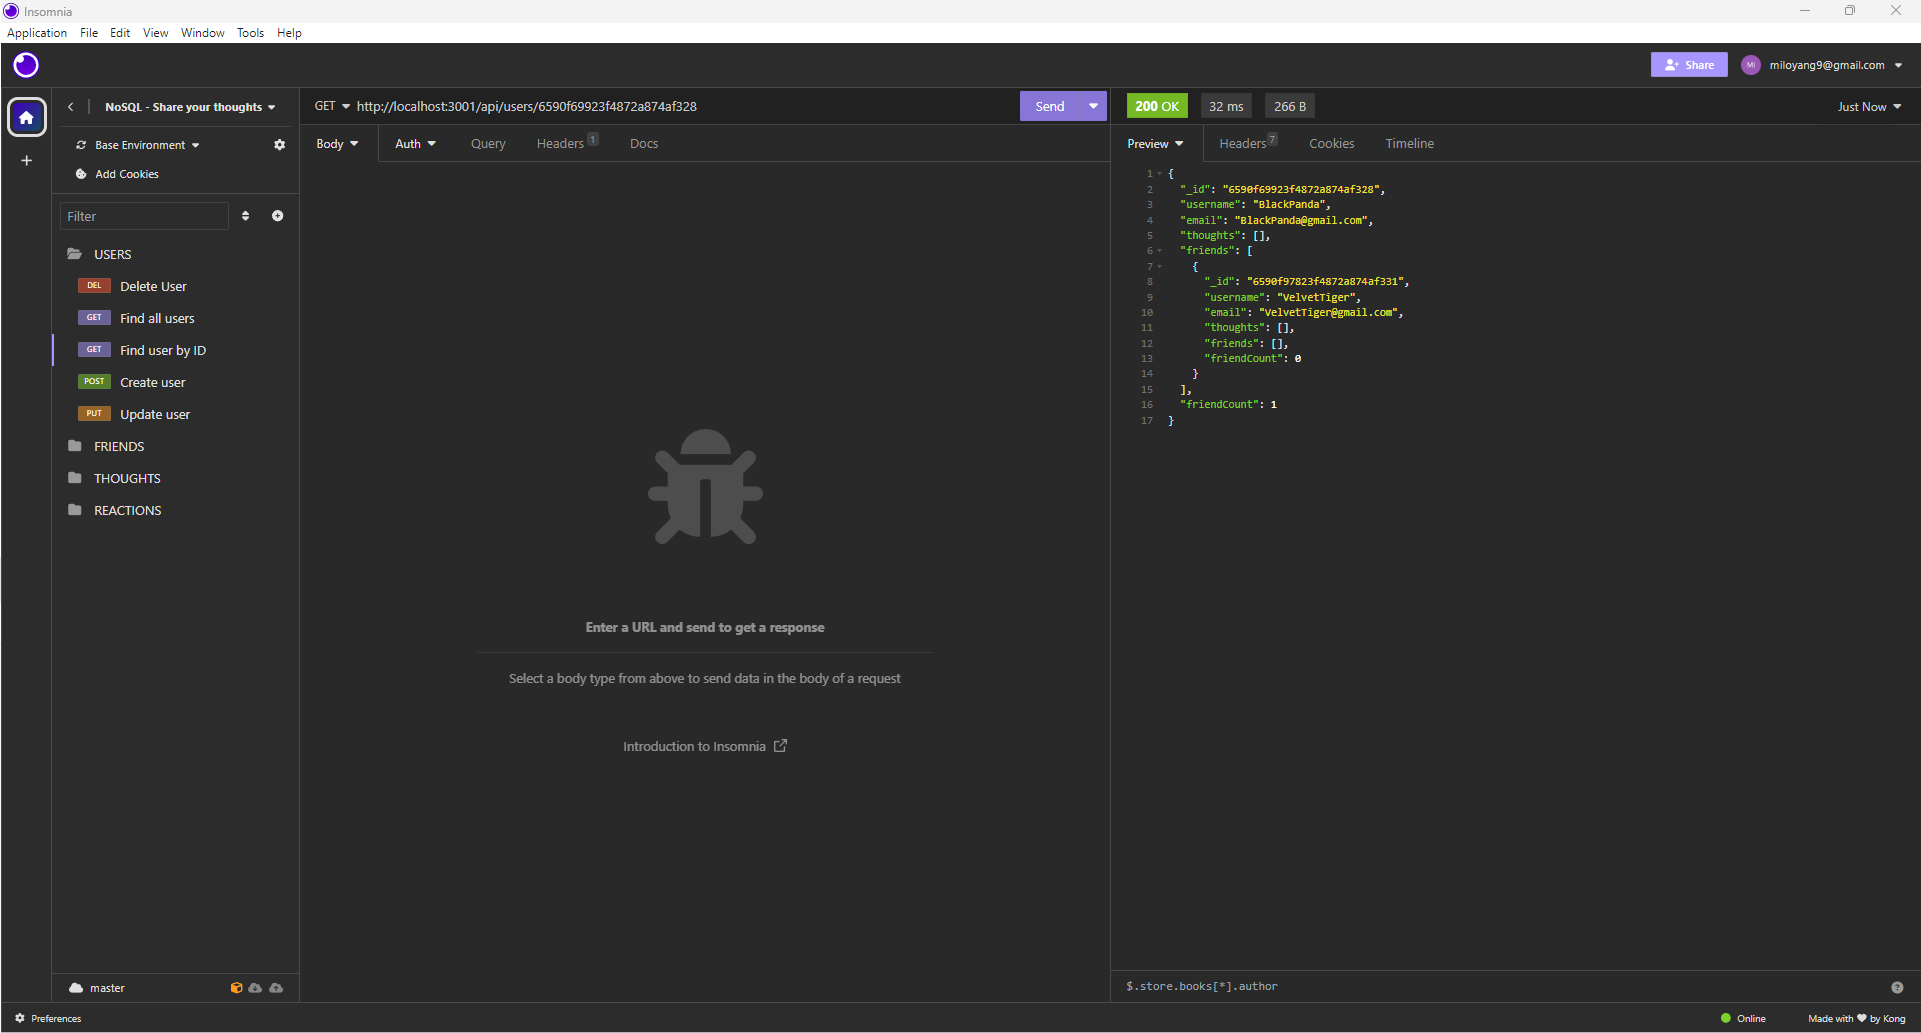 Insomnia
Application File Edit View Window Tools Help
Share MI miloyang9@gmail.com
NoSQL - Share your thoughts
Base Environment
Add Cookies
Filter
USERS
DEL Delete User
GET Find all users
GET Find user by ID
POST Create user
PUT Update user
FRIENDS
THOUGHTS
REACTIONS
master
GET http://localhost:3001/api/users/6590f69923f4872a874af328 Send
Body Auth Query Headers 1 Docs
Enter a URL and send to get a response
Select a body type from above to send data in the body of a request
Introduction to Insomnia
200 OK 32 ms 266 B Just Now
Preview Headers 7 Cookies Timeline
1 {
2 "_id": "6590f69923f4872a874af328",
3 "username": "BlackPanda",
4 "email": "BlackPanda@gmail.com",
5 "thoughts": [],
6 "friends": [
7 {
8 "_id": "6590f97823f4872a874af331",
9 "username": "VelvetTiger",
10 "email": "VelvetTiger@gmail.com",
11 "thoughts": [],
12 "friends": [],
13 "friendCount": 0
14 }
15 ],
16 "friendCount": 1
17 }
$.store.books[*].author ?
Preferences Online Made with ♥ by Kong